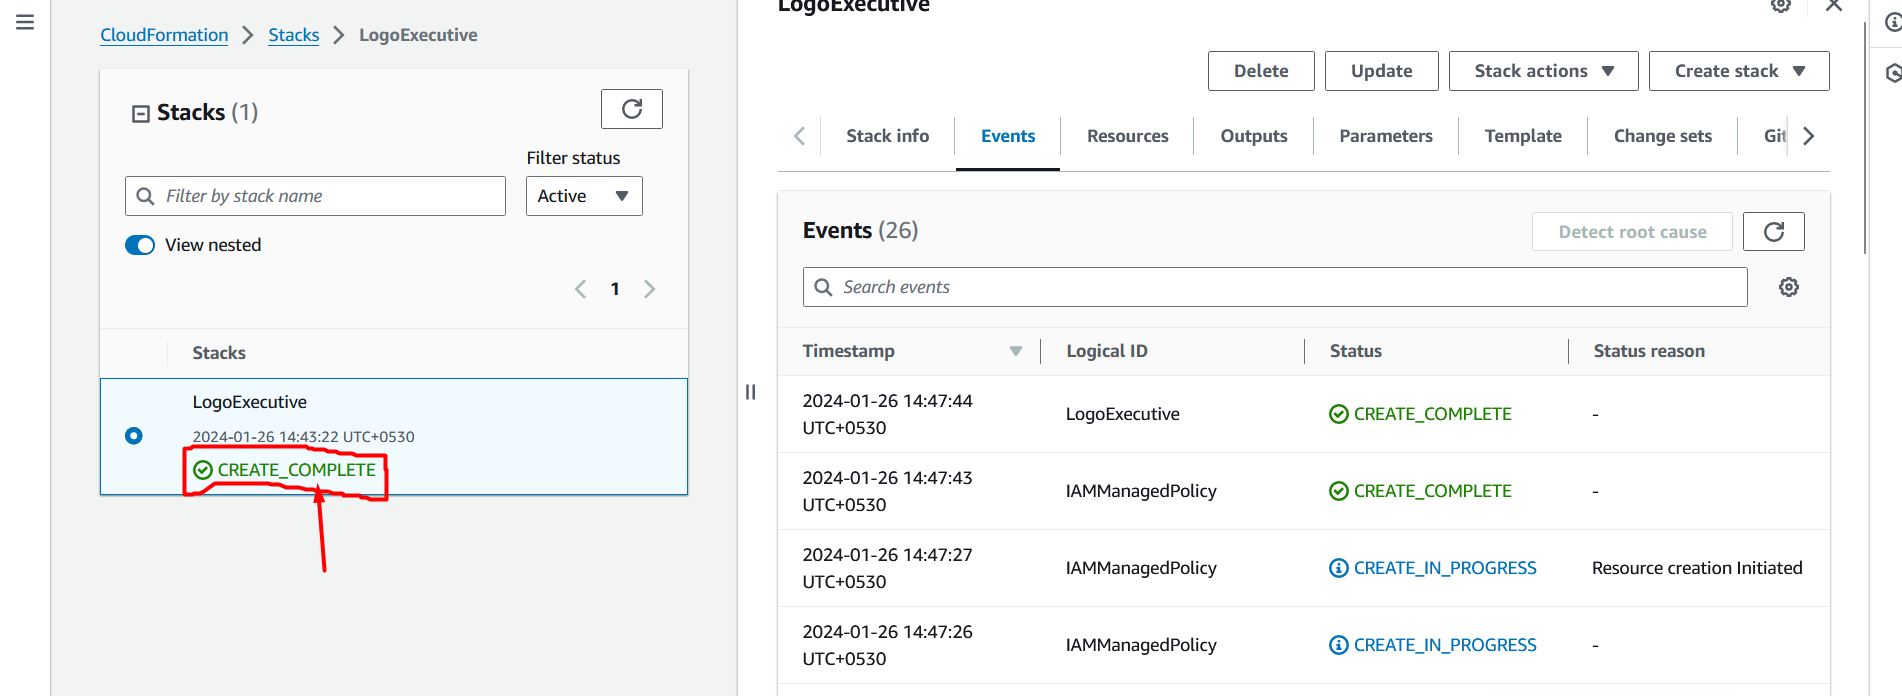 CloudFormation > Stacks > LogoExecutive
Stacks (1)
Filter status
Filter by stack name
Active
View nested
1
Stacks
LogoExecutive
2024-01-26 14:43:22 UTC+0530
CREATE_COMPLETE
LogoExecutive
Delete Update Stack actions Create stack
Stack info Events Resources Outputs Parameters Template Change sets Git
Events (26)
Detect root cause
Search events
Timestamp Logical ID Status Status reason
2024-01-26 14:47:44
UTC+0530
LogoExecutive
CREATE_COMPLETE
-
2024-01-26 14:47:43
UTC+0530
IAMManagedPolicy
CREATE_COMPLETE
-
2024-01-26 14:47:27
UTC+0530
IAMManagedPolicy
CREATE_IN_PROGRESS
Resource creation Initiated
2024-01-26 14:47:26
UTC+0530
IAMManagedPolicy
CREATE_IN_PROGRESS
-